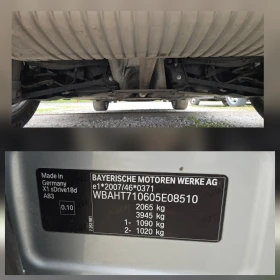 Made in
Germany
X1 sDrive18d
AB3
0.10
BAYERISCHE MOTOREN WERKE AG
e1*2007/46*0371
WBAHT710605E08510
2065 kg
3945 kg
1- 1090 kg
2- 1020 kg